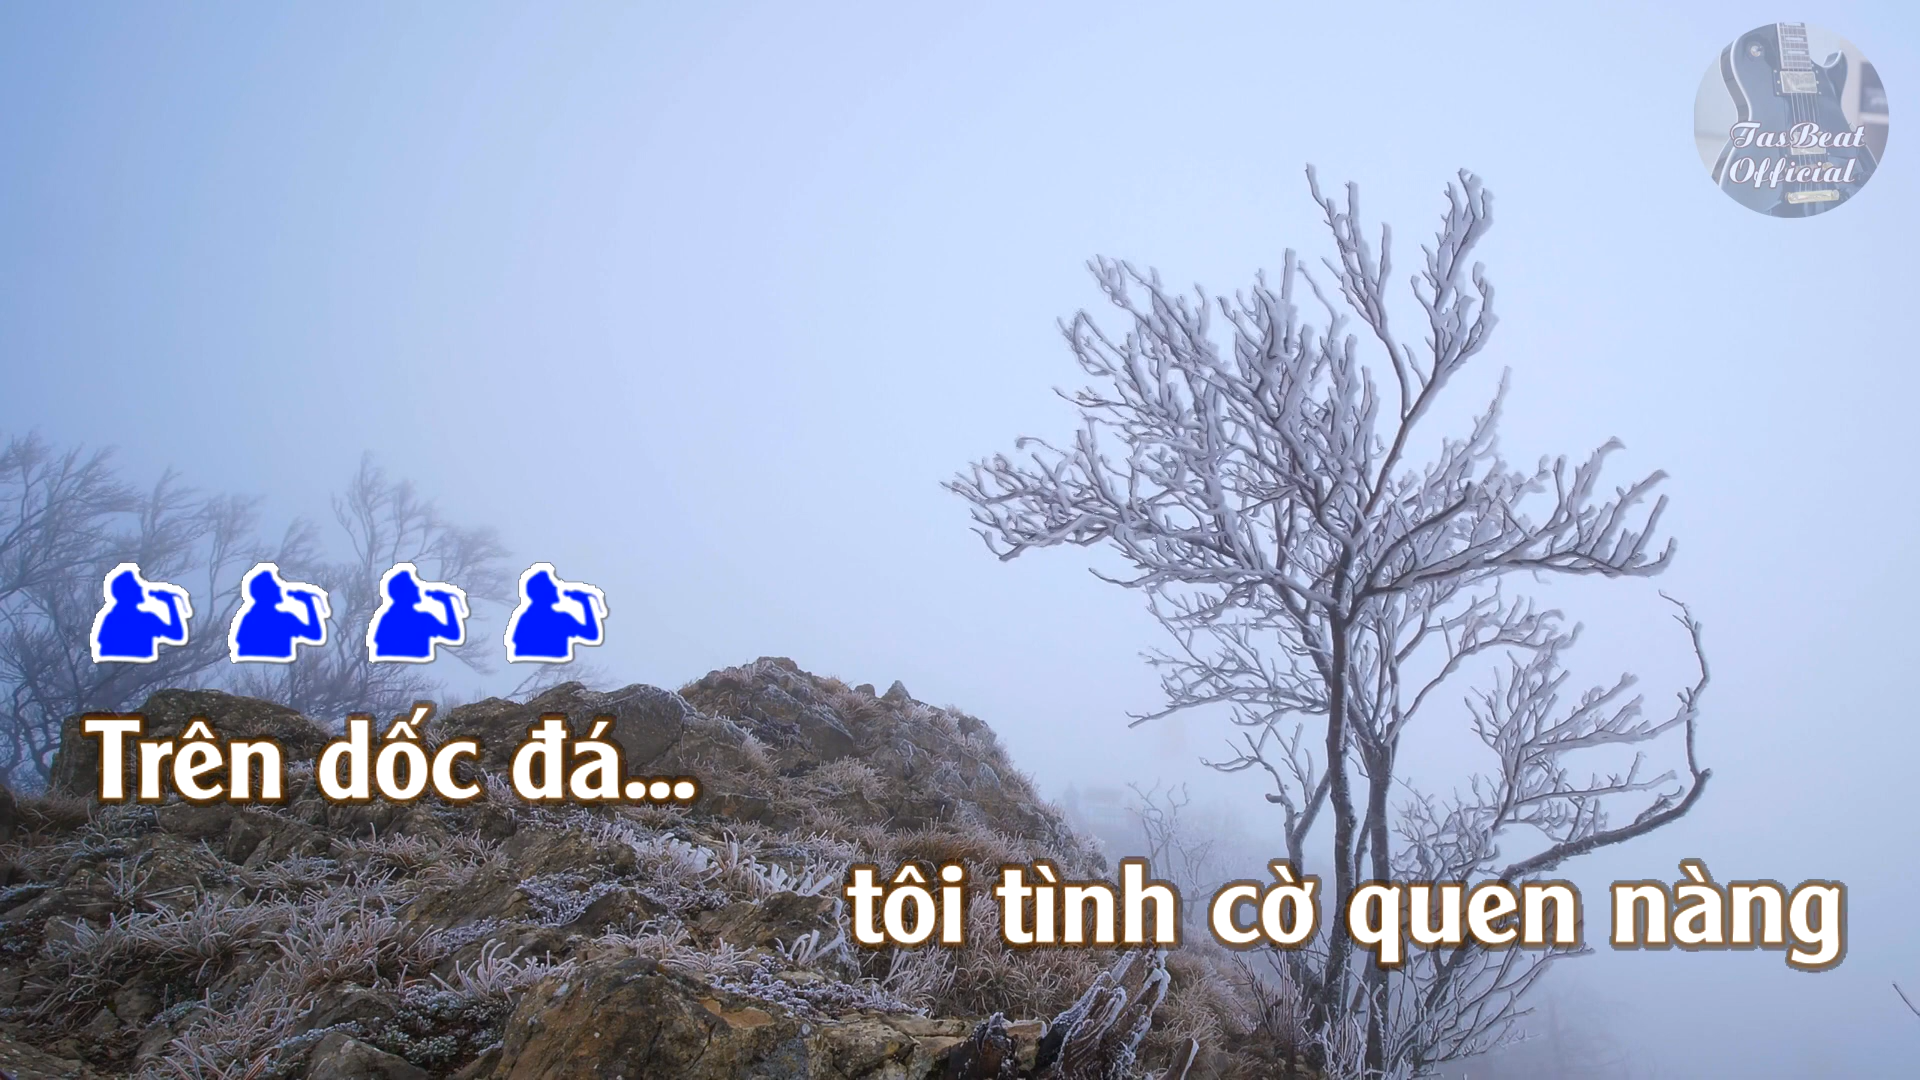 TasBeat
Official
Trên dốc đá...
tôi tình cờ quen nàng